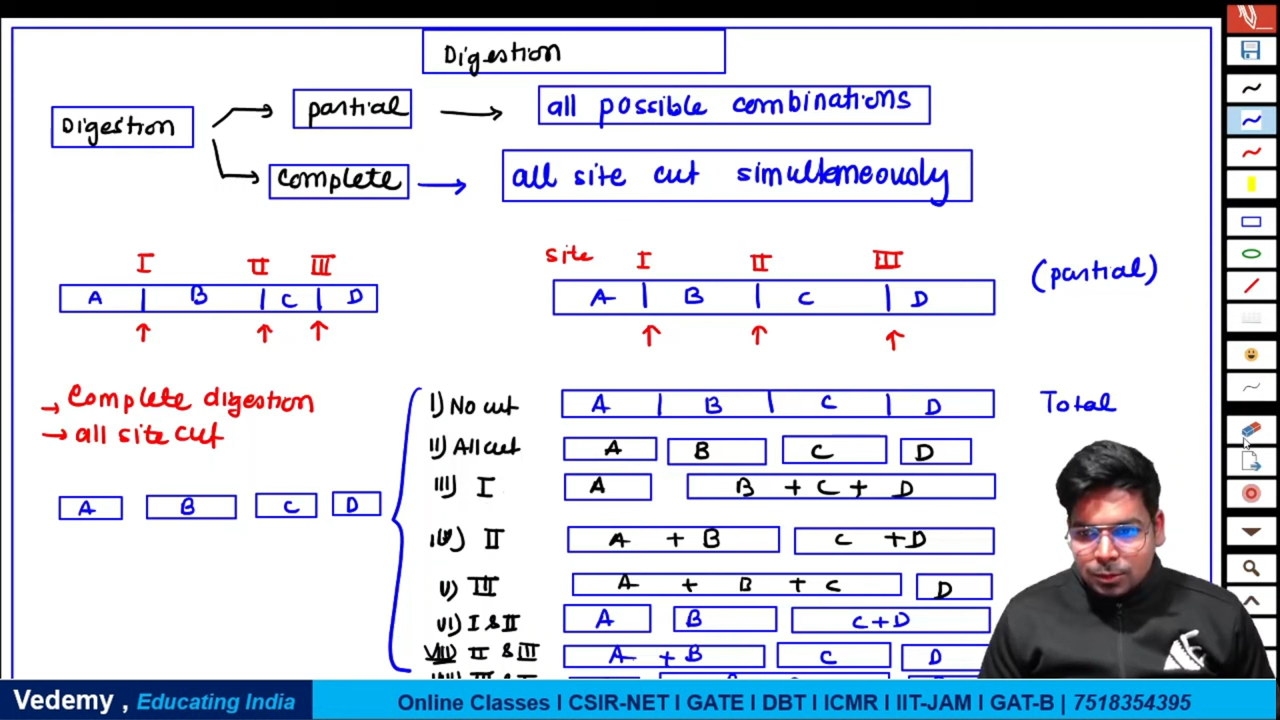 Digestion
Digestion
partial
all possible combinations
complete
all site cut simultemeously
I II III
A B C D
site I II III
A B C D
(partial)
→ Complete digestion
→ all site cut
A B C D
I) No cut A B C D
Total
II) All cut A B C D
III) I A B + C + D
IV) II A + B C + D
V) III A + B + C D
VI) I & II A B C+D
VII) II & III A + B C D
Vedemy , Educating India
Online Classes I CSIR-NET I GATE I DBT I ICMR I IIT-JAM I GAT-B | 7518354395